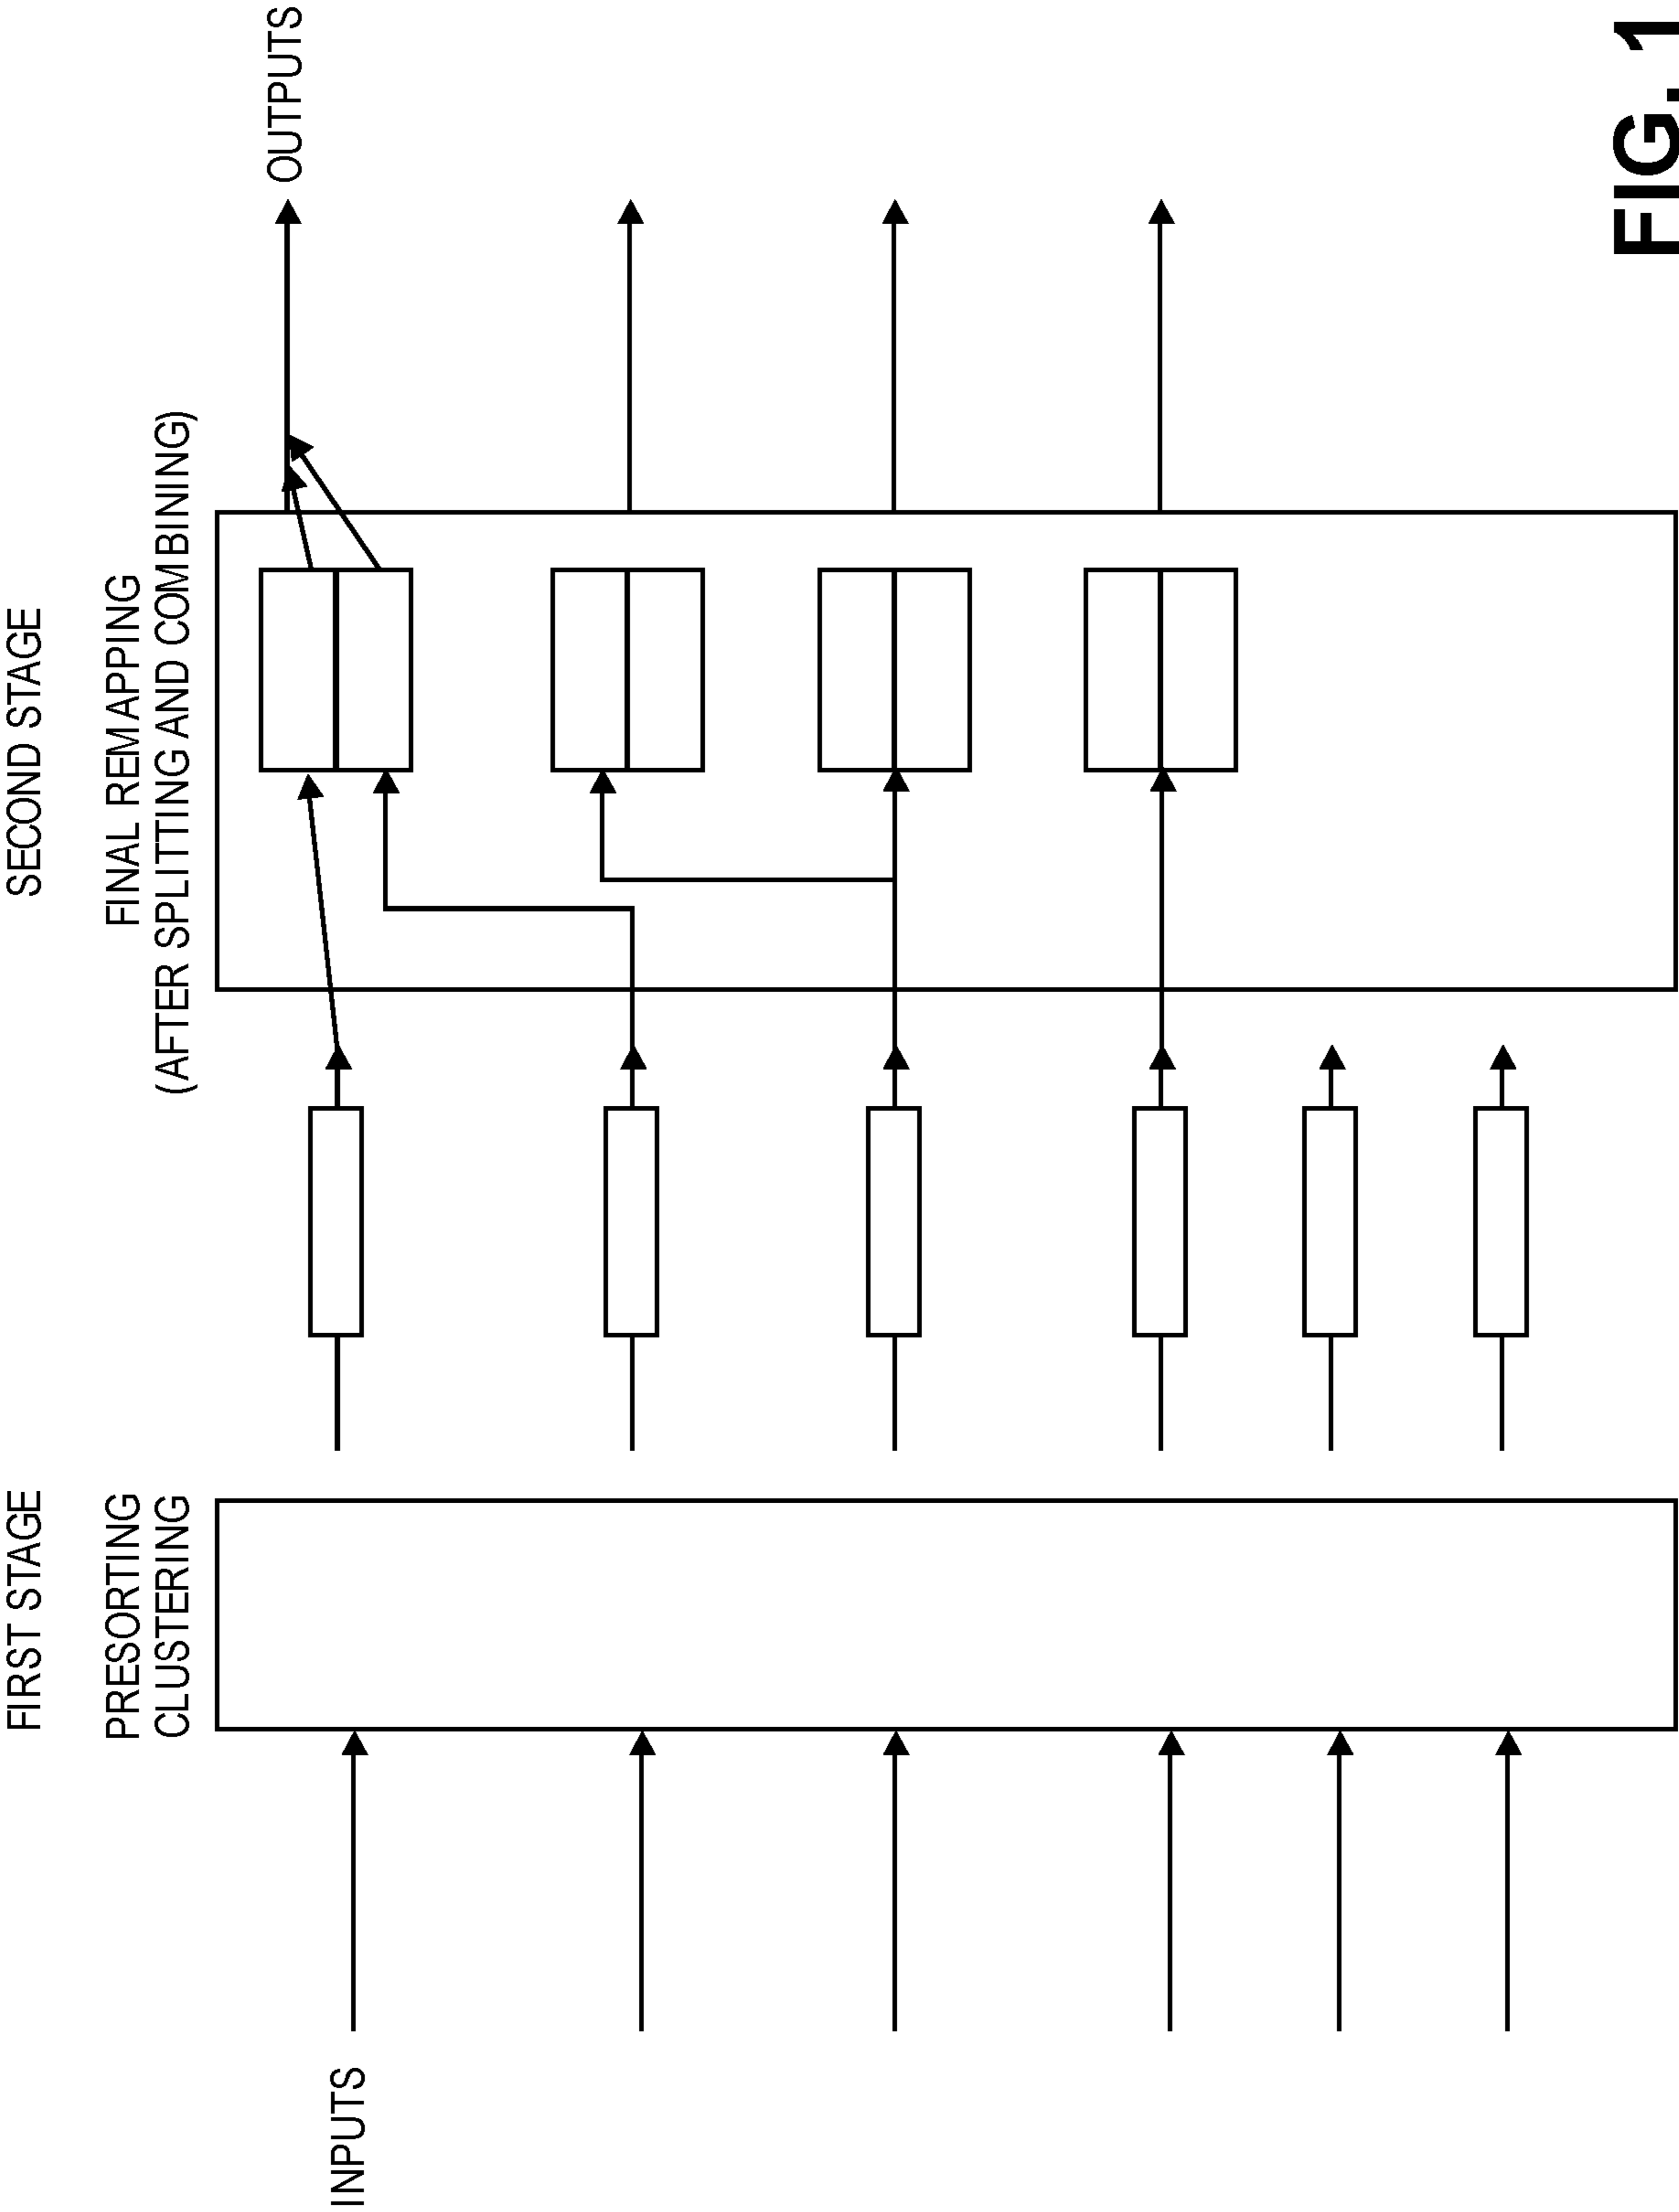 FIRST STAGE
SECOND STAGE
PRESORTING
CLUSTERING
FINAL REMAPPING
(AFTER SPLITTING AND COMBINING)
INPUTS
OUTPUTS
FIG. 1